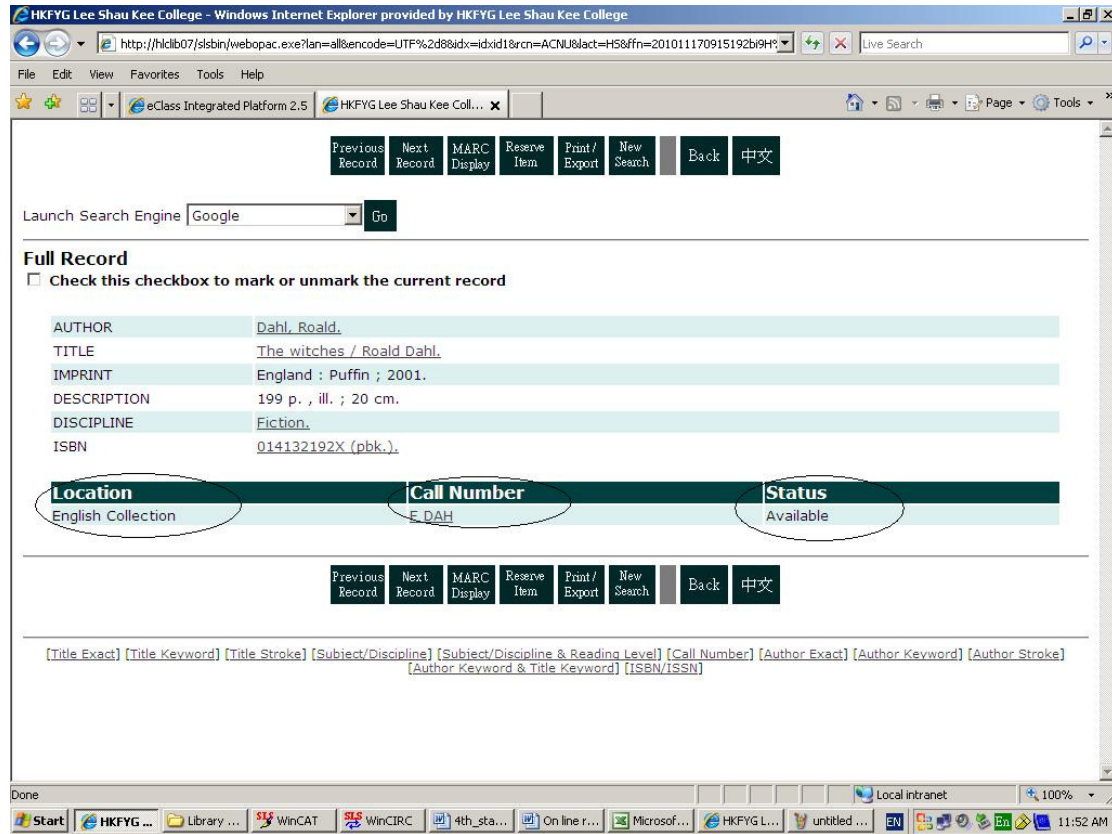 HKFYG Lee Shau Kee College - Windows Internet Explorer provided by HKFYG Lee Shau Kee College
http://hlclib07/slsbin/webopac.exe?lan=all&encode=UTF%2d8&idx=idxid1&rcn=ACNU&lact=HS&ffn=201011170915192bi9H%
Live Search
File Edit View Favorites Tools Help
eClass Integrated Platform 2.5 HKFYG Lee Shau Kee Coll... Page Tools
Previous Record Next Record MARC Display Reserve Item Print/Export New Search Back 中文
Launch Search Engine Google Go
Full Record
Check this checkbox to mark or unmark the current record
AUTHOR Dahl, Roald.
TITLE The witches / Roald Dahl.
IMPRINT England : Puffin ; 2001.
DESCRIPTION 199 p. , ill. ; 20 cm.
DISCIPLINE Fiction.
ISBN 014132192X (pbk.).
Location Call Number Status
English Collection F DAH Available
Previous Record Next Record MARC Display Reserve Item Print/Export New Search Back 中文
[Title Exact] [Title Keyword] [Title Stroke] [Subject/Discipline] [Subject/Discipline & Reading Level] [Call Number] [Author Exact] [Author Keyword] [Author Stroke]
[Author Keyword & Title Keyword] [ISBN/ISSN]
Done Local intranet 100%
Start HKFYG ... Library ... WinCAT WinCIRC 4th_sta... On line r... Microsof... HKFYG L... untitled ... EN En 11:52 AM